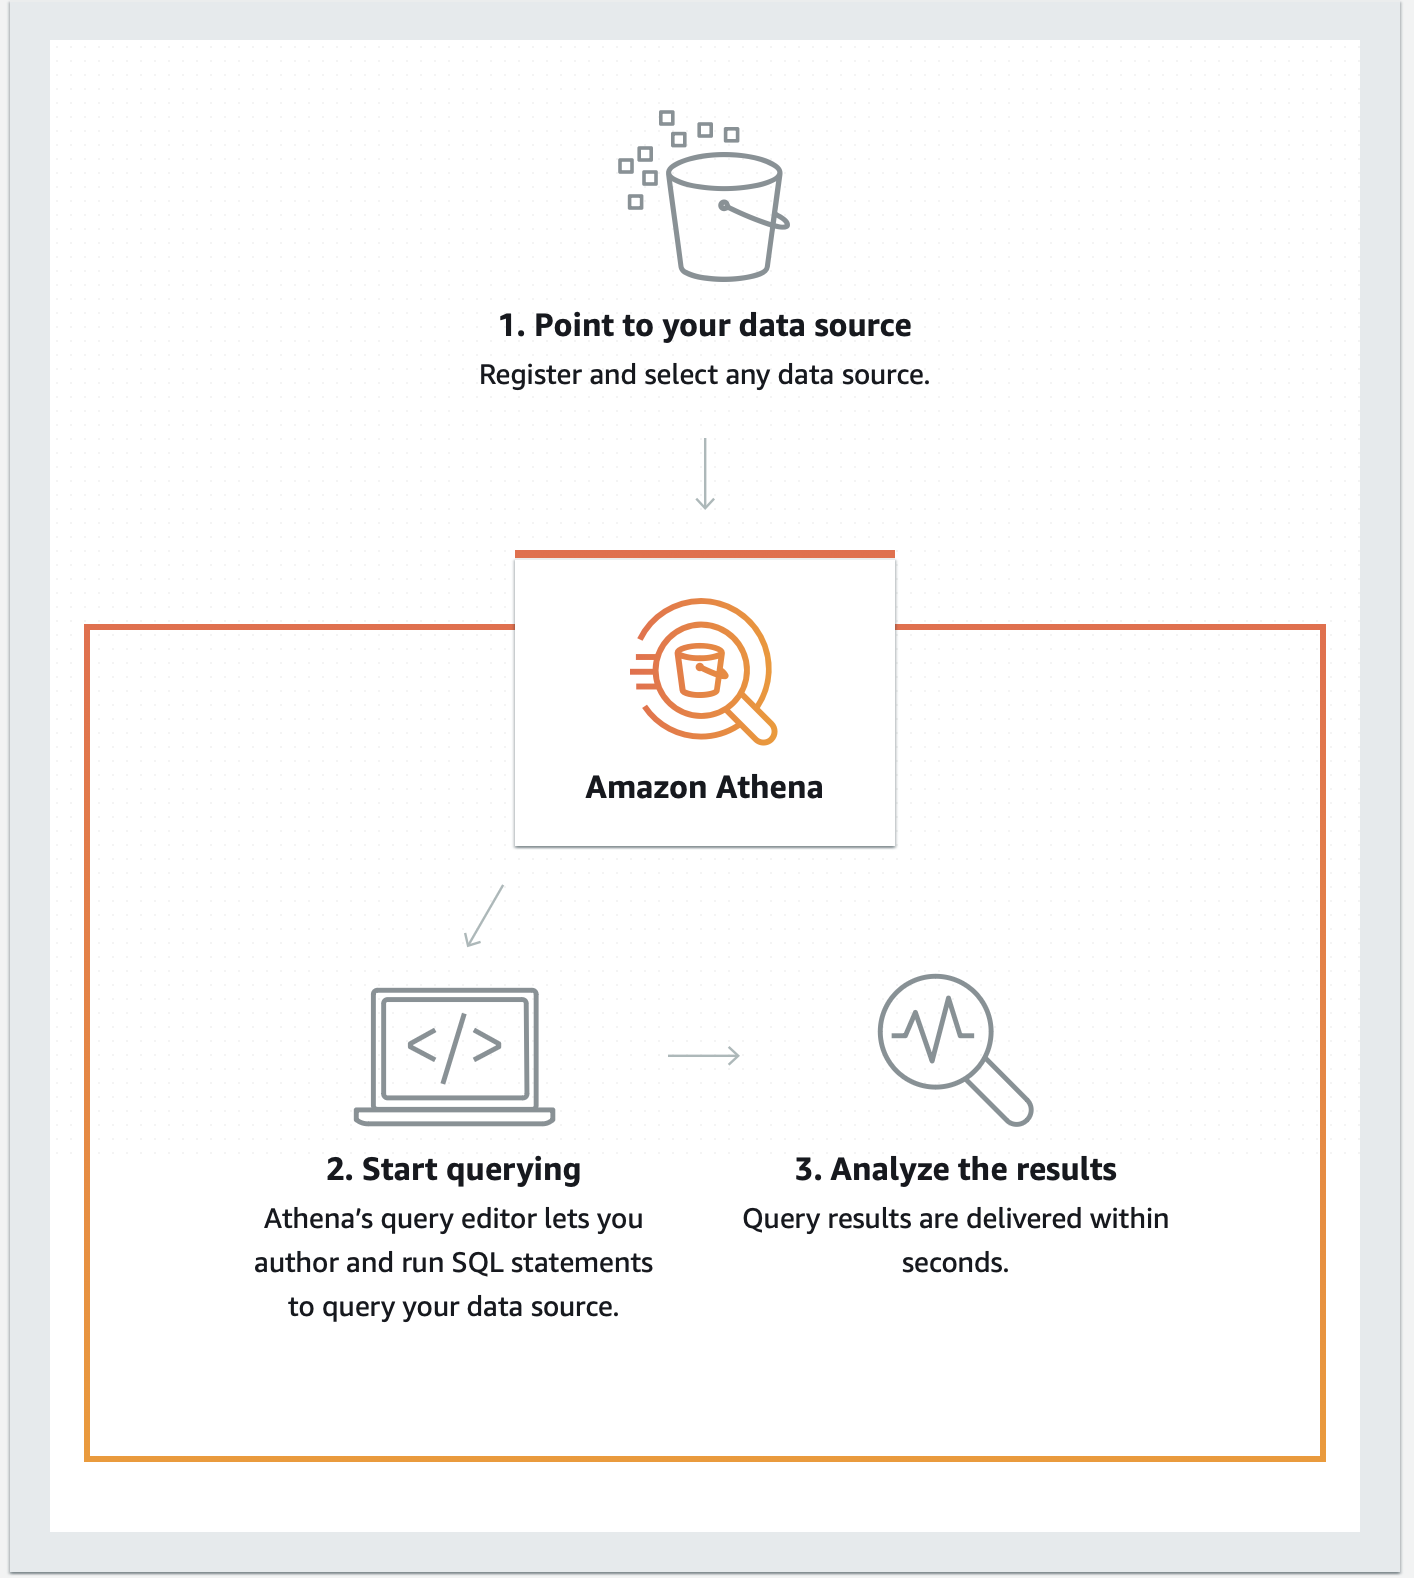 1. Point to your data source
Register and select any data source.
Amazon Athena
</>
2. Start querying
Athena’s query editor lets you
author and run SQL statements
to query your data source.
3. Analyze the results
Query results are delivered within
seconds.